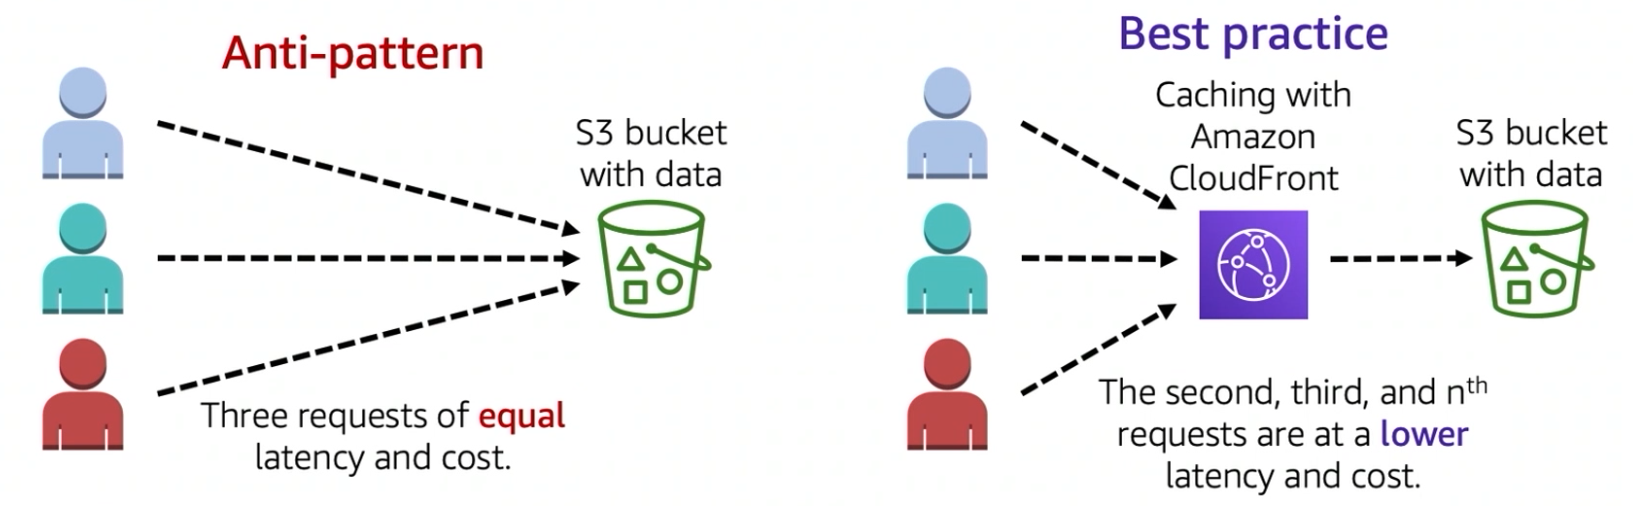 Anti-pattern
S3 bucket
with data
Three requests of equal
latency and cost.
Best practice
Caching with
Amazon
CloudFront
S3 bucket
with data
The second, third, and nth
requests are at a lower
latency and cost.